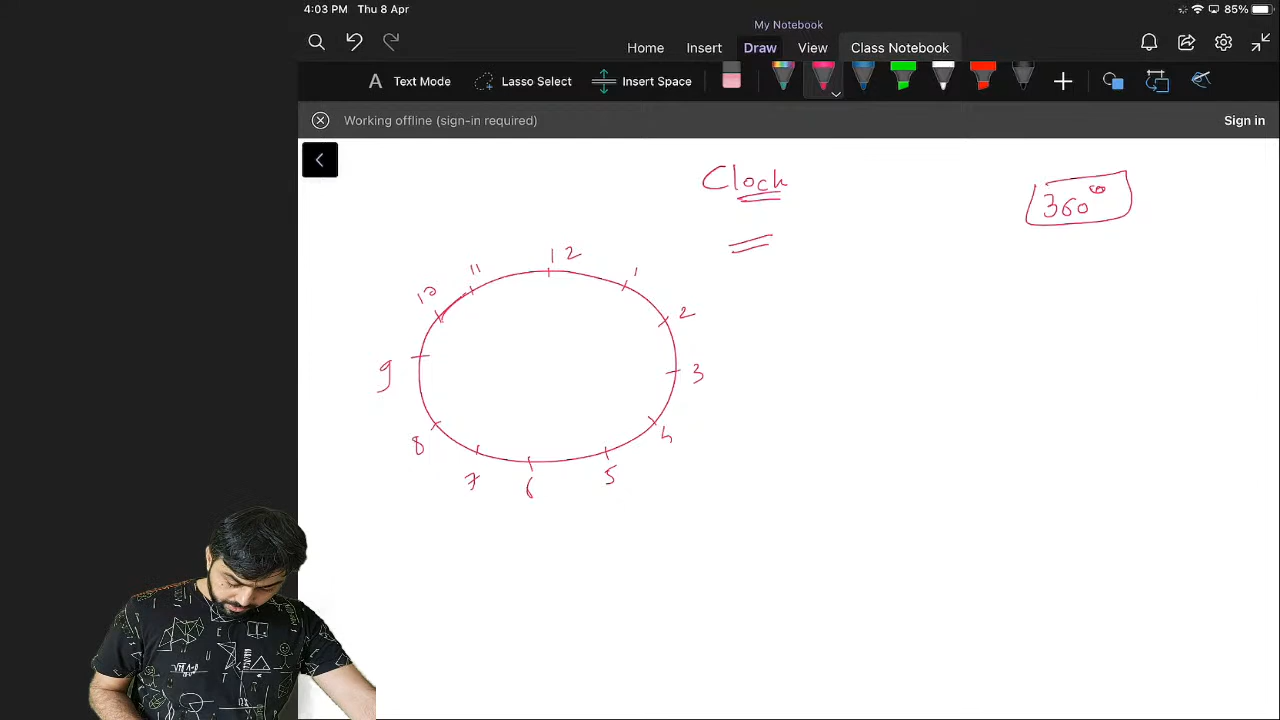 4:03 PM Thu 8 Apr
85%
My Notebook
Home Insert Draw View Class Notebook
A Text Mode Lasso Select Insert Space
Working offline (sign-in required) Sign in
Clock
360°
12
11
1
10
2
9
3
8
4
7
5
6